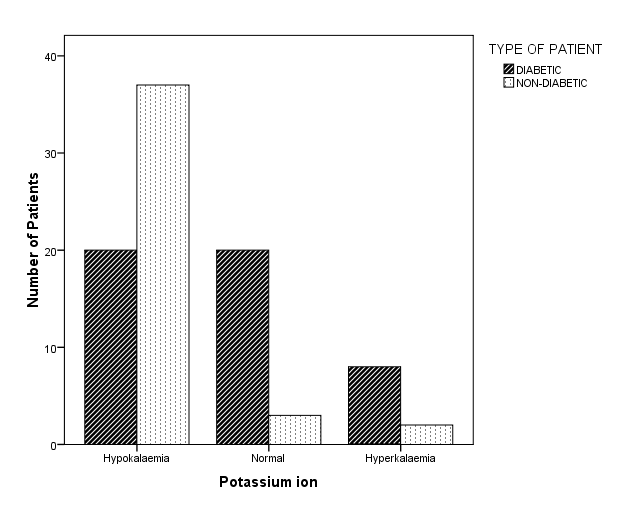 TYPE OF PATIENT
DIABETIC
NON-DIABETIC
40
30
20
10
0
Number of Patients
Hypokalaemia Normal Hyperkalaemia
Potassium ion